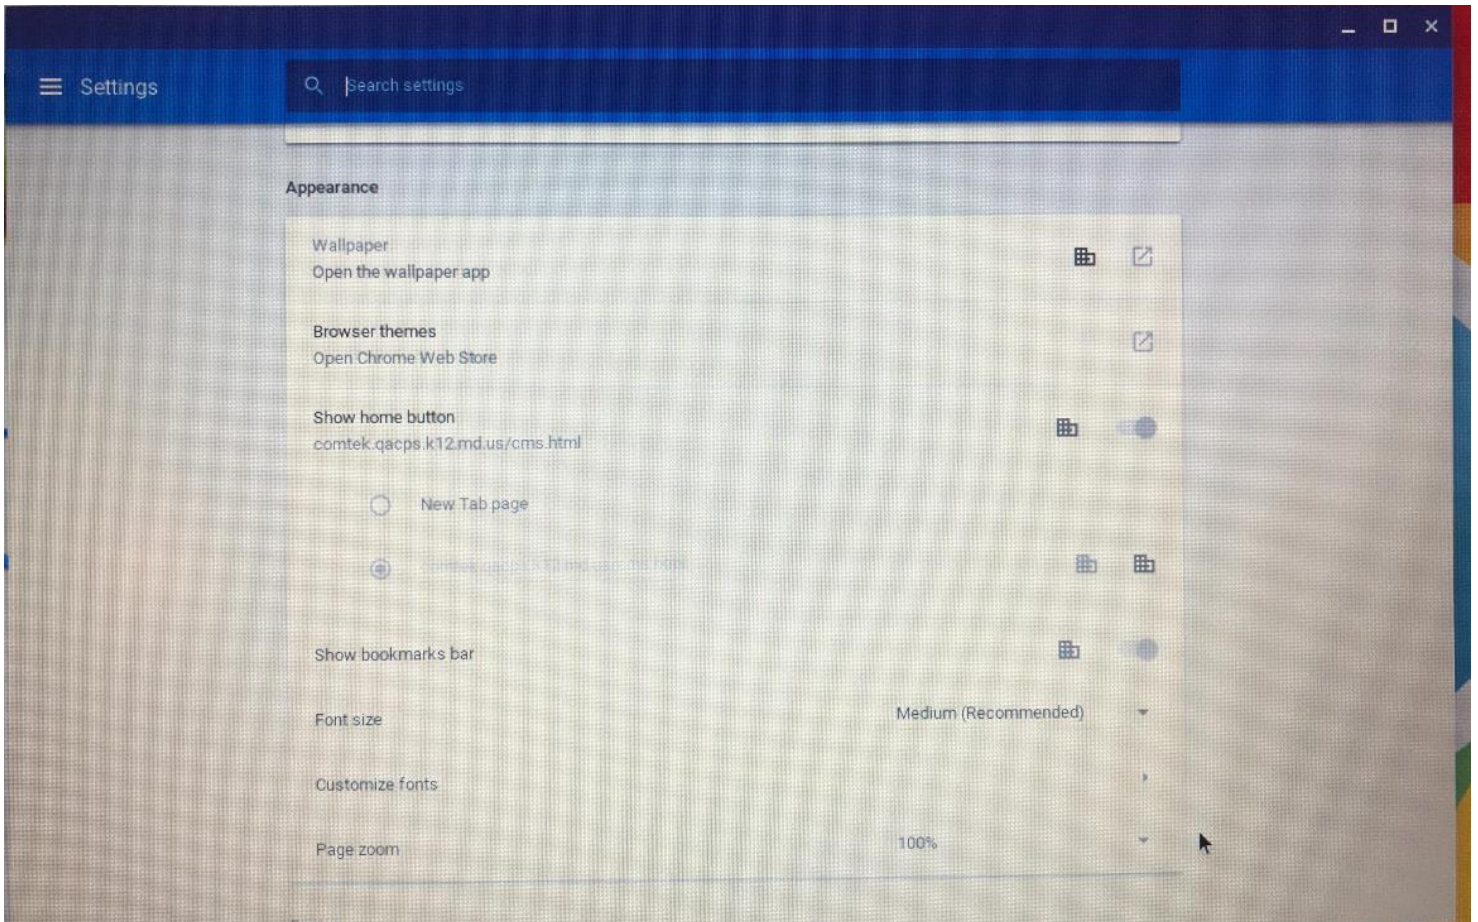 Settings
Search settings
Appearance
Wallpaper
Open the wallpaper app
Browser themes
Open Chrome Web Store
Show home button
comtek.qacps.k12.md.us/cms.html
New Tab page
Show bookmarks bar
Font size
Medium (Recommended)
Customize fonts
Page zoom
100%